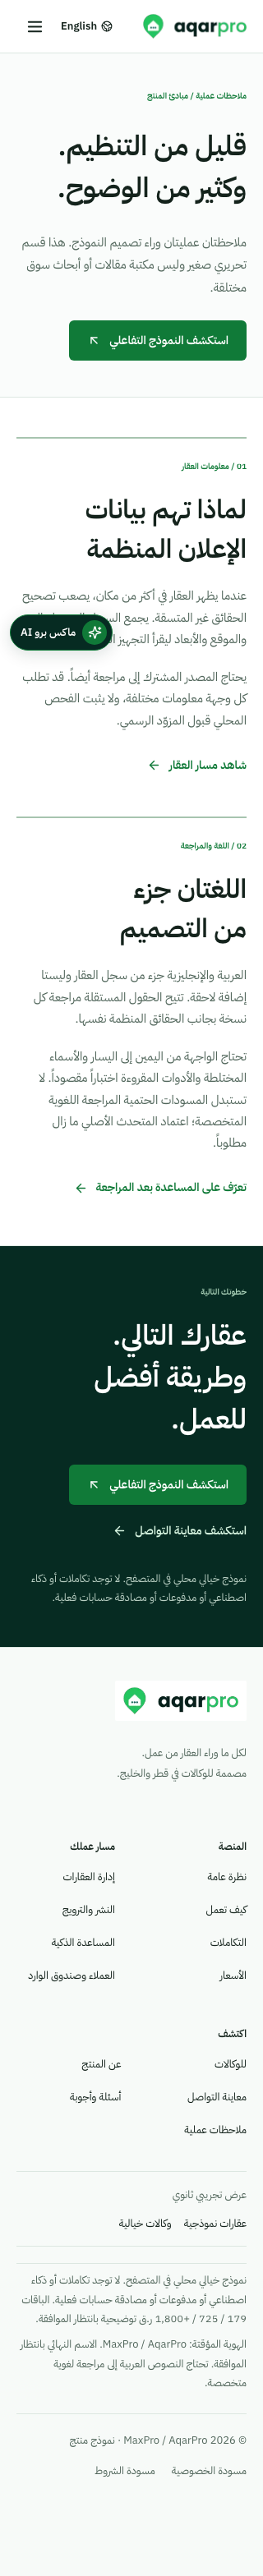 aqarpro
English
ملاحظات عملية / مبادئ المنتج
قليل من التنظيم.
وكثير من الوضوح.
ملاحظتان عمليتان وراء تصميم النموذج. هذا قسم
تحريري صغير وليس مكتبة مقالات أو أبحاث سوق
مختلقة.
استكشف النموذج التفاعلي
01 / معلومات العقار
لماذا تهم بيانات
الإعلان المنظمة
عندما يظهر العقار في أكثر من مكان، يصعب تصحيح
الحقائق غير المتسقة. يجمع
والموقع والأبعاد ليقرأ التجهيز
ماكس برو AI
يحتاج المصدر المشترك إلى مراجعة أيضاً. قد تطلب
كل وجهة معلومات مختلفة، ولا يثبت الفحص
المحلي قبول المزوّد الرسمي.
شاهد مسار العقار
02 / اللغة والمراجعة
اللغتان جزء
من التصميم
العربية والإنجليزية جزء من سجل العقار وليستا
إضافة لاحقة. تتيح الحقول المستقلة مراجعة كل
نسخة بجانب الحقائق المنظمة نفسها.
تحتاج الواجهة من اليمين إلى اليسار والأسماء
المختلطة والأدوات المقروءة اختباراً مقصوداً. لا
تستبدل المسودات الحتمية المراجعة اللغوية
المتخصصة؛ اعتماد المتحدث الأصلي ما زال
مطلوباً.
تعرّف على المساعدة بعد المراجعة
خطوتك التالية
عقارك التالي.
وطريقة أفضل
للعمل.
استكشف النموذج التفاعلي
استكشف معاينة التواصل
نموذج خيالي محلي في المتصفح. لا توجد تكاملات أو ذكاء
اصطناعي أو مدفوعات أو مصادقة حسابات فعلية.
aqarpro
لكل ما وراء العقار من عمل.
مصممة للوكالات في قطر والخليج.
المنصة
نظرة عامة
كيف تعمل
التكاملات
الأسعار
مسار عملك
إدارة العقارات
النشر والترويج
المساعدة الذكية
العملاء وصندوق الوارد
اكتشف
للوكالات
معاينة التواصل
ملاحظات عملية
عن المنتج
أسئلة وأجوبة
عرض تجريبي ثانوي
عقارات نموذجية
وكالات خيالية
نموذج خيالي محلي في المتصفح. لا توجد تكاملات أو ذكاء
اصطناعي أو مدفوعات أو مصادقة حسابات فعلية. الباقات
179 / 725 / 1,800+ ر.ق توضيحية بانتظار الموافقة.
الهوية المؤقتة: MaxPro / AqarPro. الاسم النهائي بانتظار
الموافقة. تحتاج النصوص العربية إلى مراجعة لغوية
متخصصة.
© 2026 MaxPro / AqarPro · نموذج منتج
مسودة الخصوصية
مسودة الشروط